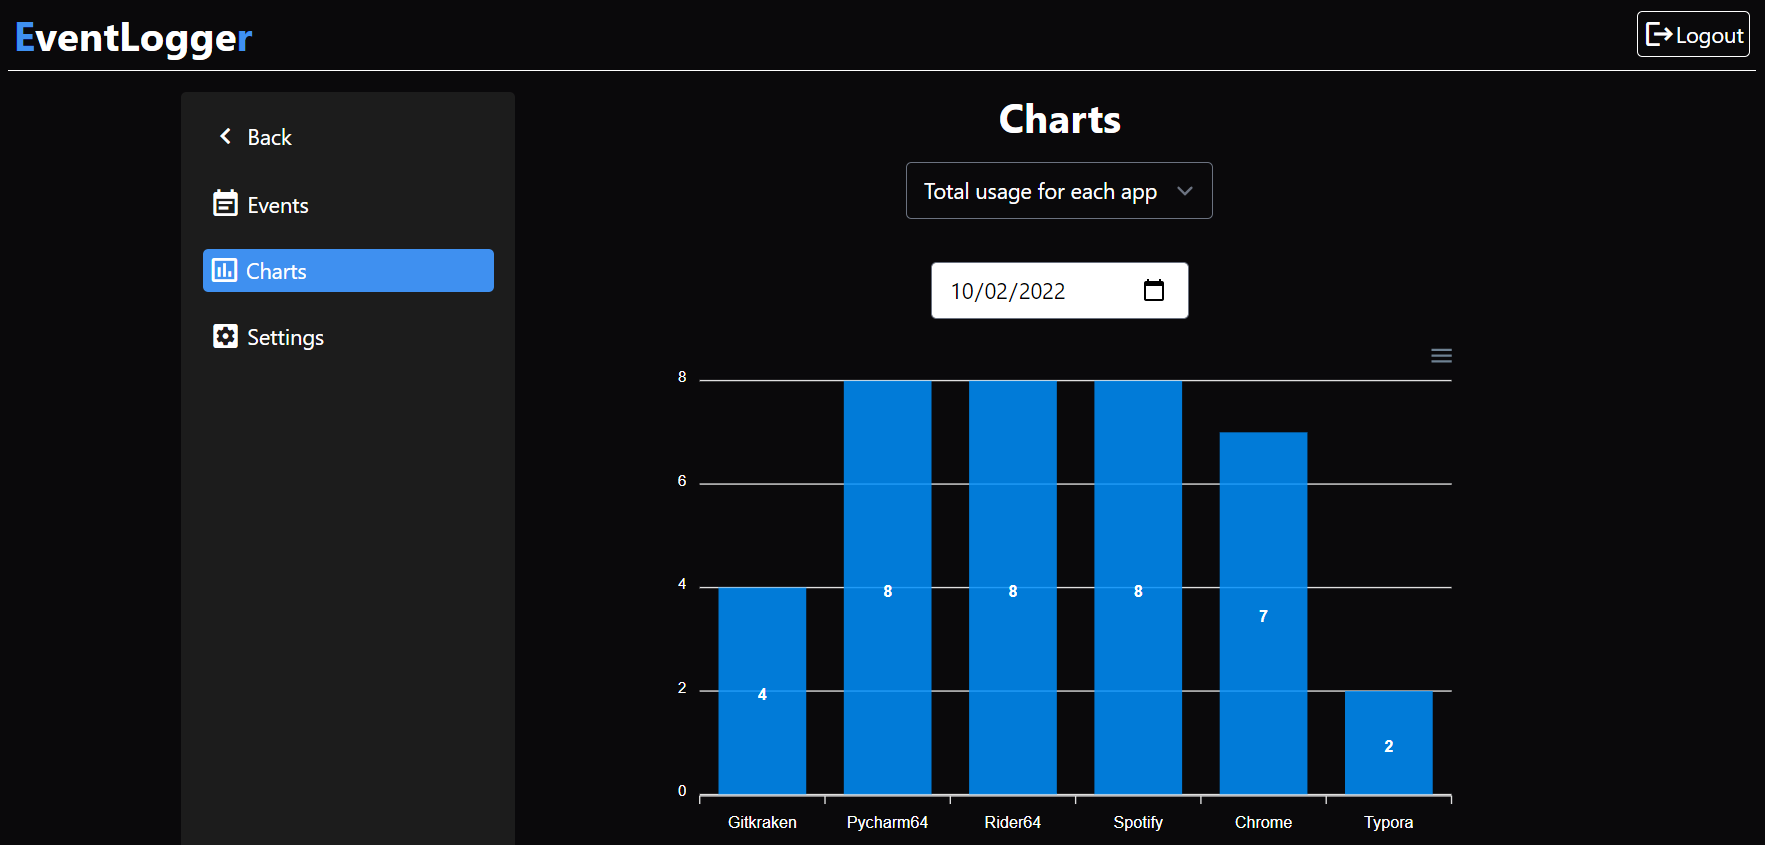 EventLogger
Logout
Back
Events
Charts
Settings
Charts
Total usage for each app
10/02/2022
8
6
4
2
0
4
8
8
8
7
2
Gitkraken
Pycharm64
Rider64
Spotify
Chrome
Typora